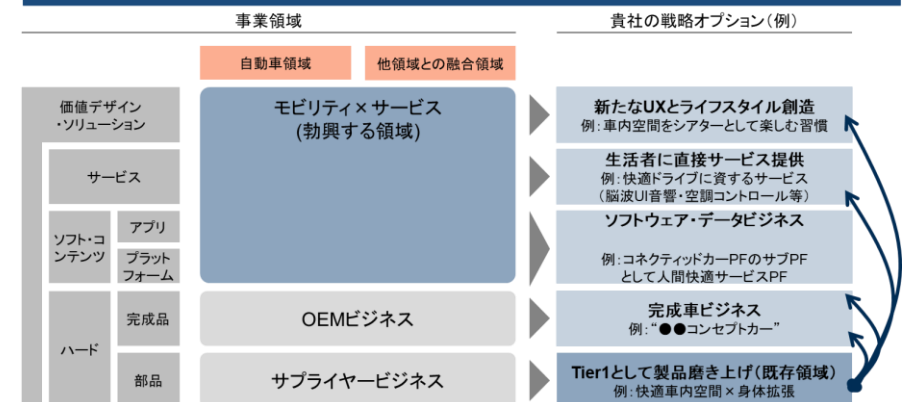 事業領域
貴社の戦略オプション(例)
自動車領域
他領域との融合領域
価値デザイン
・ソリューション
モビリティ×サービス
(勃興する領域)
新たなUXとライフスタイル創造
例:車内空間をシアターとして楽しむ習慣
サービス
生活者に直接サービス提供
例:快適ドライブに資するサービス
(脳波UI音響・空調コントロール等)
ソフト・コ
ンテンツ
アプリ
プラット
フォーム
ソフトウェア・データビジネス
例:コネクティッドカーPFのサブPF
として人間快適サービスPF
ハード
完成品
OEMビジネス
完成車ビジネス
例:“●●コンセプトカー”
部品
サプライヤービジネス
Tier1として製品磨き上げ(既存領域)
例:快適車内空間×身体拡張